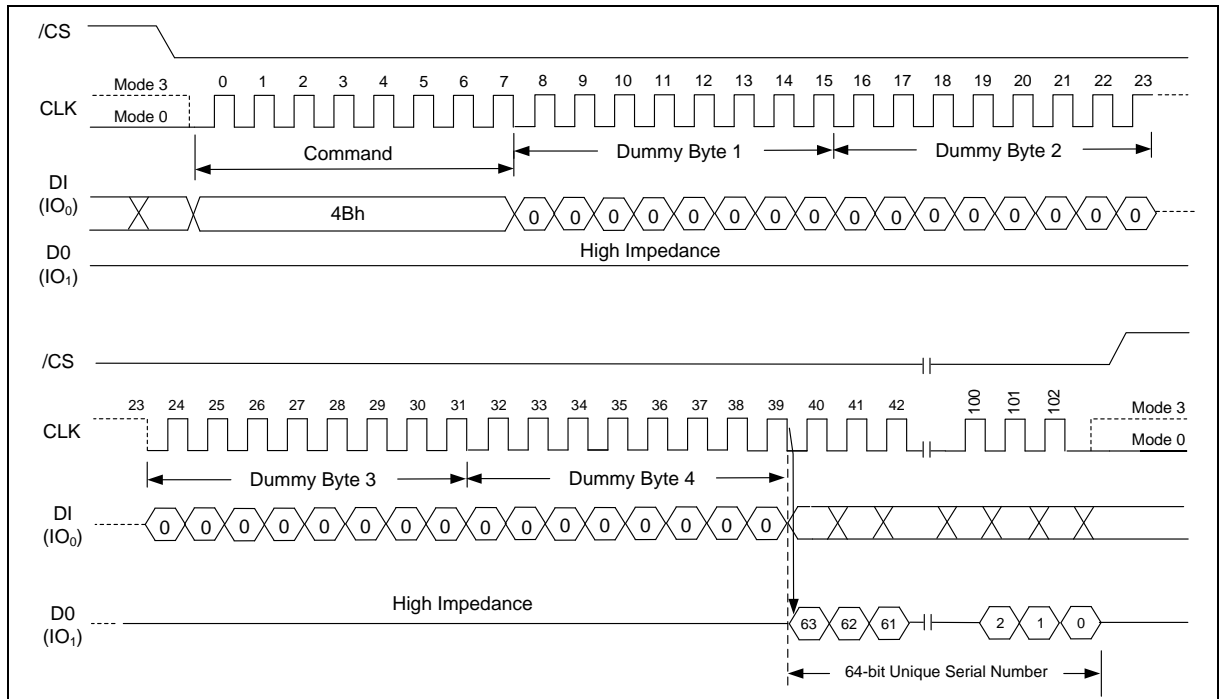 /CS
0 1 2 3 4 5 6 7 8 9 10 11 12 13 14 15 16 17 18 19 20 21 22 23
Mode 3
CLK
Mode 0
Command
Dummy Byte 1
Dummy Byte 2
DI
(IO₀)
4Bh
0 0 0 0 0 0 0 0 0 0 0 0 0 0 0 0
High Impedance
D0
(IO₁)
/CS
23 24 25 26 27 28 29 30 31 32 33 34 35 36 37 38 39 40 41 42 100 101 102
Mode 3
CLK
Mode 0
Dummy Byte 3
Dummy Byte 4
DI
(IO₀)
0 0 0 0 0 0 0 0 0 0 0 0 0 0 0 0
High Impedance
D0
(IO₁)
63 62 61 2 1 0
64-bit Unique Serial Number